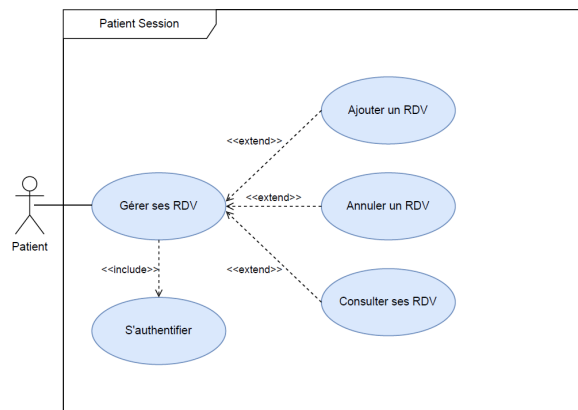 Patient Session
Ajouter un RDV
<<extend>>
Gérer ses RDV
<<extend>>
Annuler un RDV
Patient
<<include>>
<<extend>>
Consulter ses RDV
S'authentifier